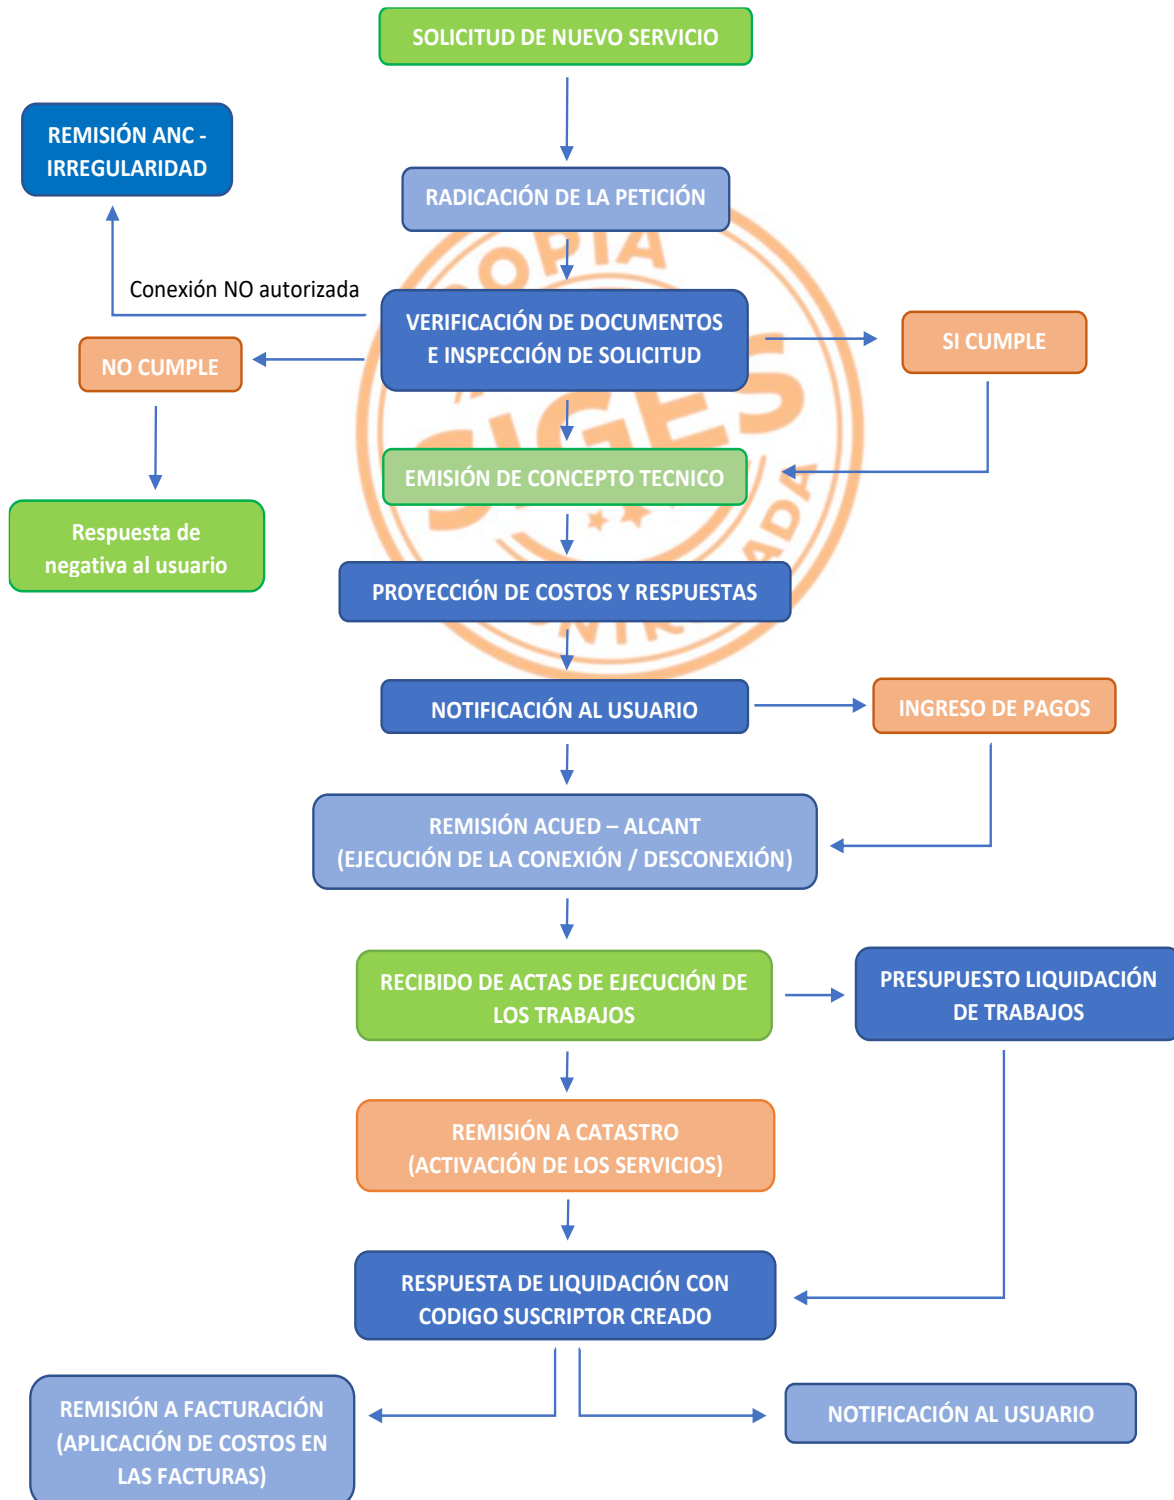 SOLICITUD DE NUEVO SERVICIO
REMISIÓN ANC -
IRREGULARIDAD
RADICACIÓN DE LA PETICIÓN
Conexión NO autorizada
VERIFICACIÓN DE DOCUMENTOS
E INSPECCIÓN DE SOLICITUD
SI CUMPLE
NO CUMPLE
EMISIÓN DE CONCEPTO TECNICO
Respuesta de
negativa al usuario
PROYECCIÓN DE COSTOS Y RESPUESTAS
NOTIFICACIÓN AL USUARIO
INGRESO DE PAGOS
REMISIÓN ACUED – ALCANT
(EJECUCIÓN DE LA CONEXIÓN / DESCONEXIÓN)
RECIBIDO DE ACTAS DE EJECUCIÓN DE
LOS TRABAJOS
PRESUPUESTO LIQUIDACIÓN
DE TRABAJOS
REMISIÓN A CATASTRO
(ACTIVACIÓN DE LOS SERVICIOS)
RESPUESTA DE LIQUIDACIÓN CON
CODIGO SUSCRIPTOR CREADO
REMISIÓN A FACTURACIÓN
(APLICACIÓN DE COSTOS EN
LAS FACTURAS)
NOTIFICACIÓN AL USUARIO
SIGES